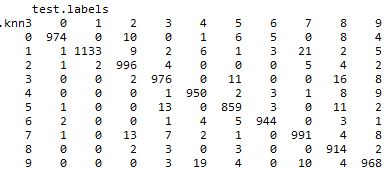 test.labels
.knn3 0 1 2 3 4 5 6 7 8 9
0 974 0 10 0 1 6 5 0 8 4
1 1 1133 9 2 6 1 3 21 2 5
2 1 2 996 4 0 0 0 5 4 2
3 0 0 2 976 0 11 0 0 16 8
4 0 0 0 1 950 2 3 1 8 9
5 1 0 0 13 0 859 3 0 11 2
6 2 0 0 1 4 5 944 0 3 1
7 1 0 13 7 2 1 0 991 4 8
8 0 0 2 3 0 3 0 0 914 2
9 0 0 0 3 19 4 0 10 4 968